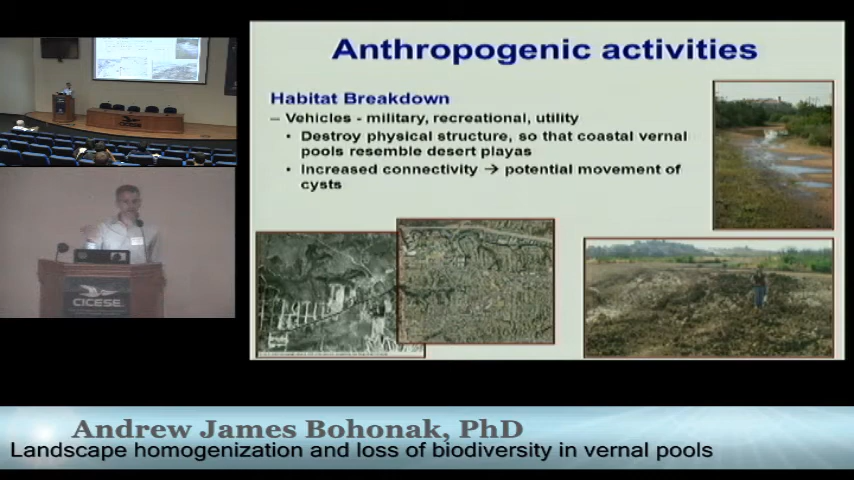 Anthropogenic activities
Habitat Breakdown
– Vehicles - military, recreational, utility
• Destroy physical structure, so that coastal vernal
pools resemble desert playas
• Increased connectivity → potential movement of
cysts
CICESE
Andrew James Bohonak, PhD
Landscape homogenization and loss of biodiversity in vernal pools